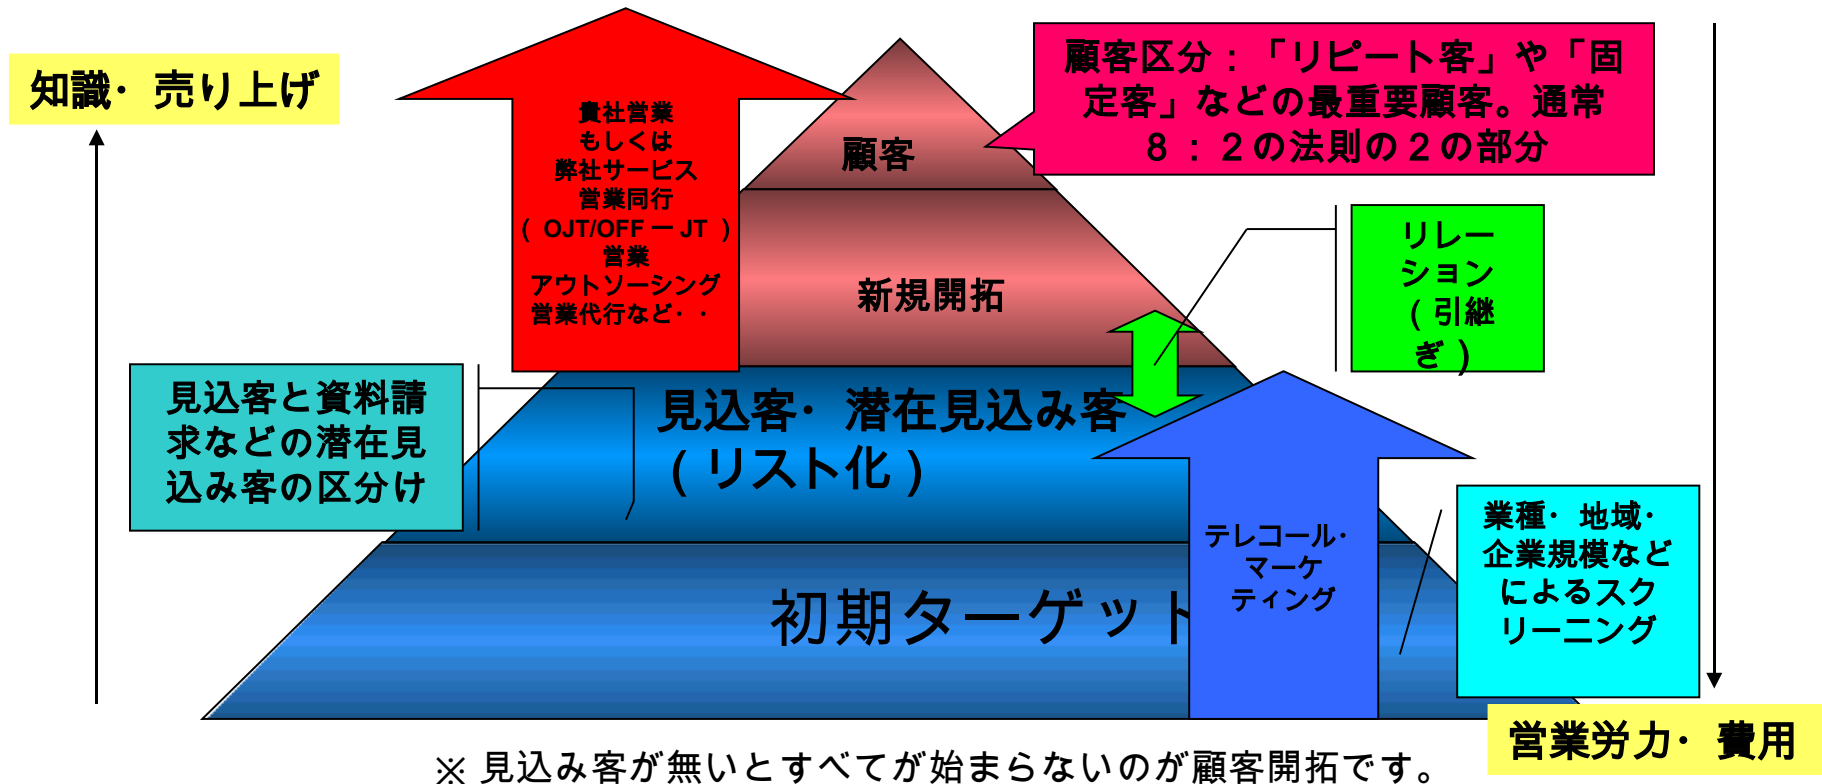 知識・売り上げ
貴社営業
もしくは
弊社サービス
営業同行
( OJT/OFFーJT )
営業
アウトソーシング
営業代行など・・
顧客
顧客区分：「リピート客」や「固
定客」などの最重要顧客。通常
８：２の法則の２の部分
新規開拓
リレー
ション
(引継
ぎ)
見込客と資料請
求などの潜在見
込み客の区分け
見込客・潜在見込み客
(リスト化)
初期ターゲット
テレコール・
マーケ
ティング
業種・地域・
企業規模など
によるスク
リーニング
営業労力・費用
※見込み客が無いとすべてが始まらないのが顧客開拓です。